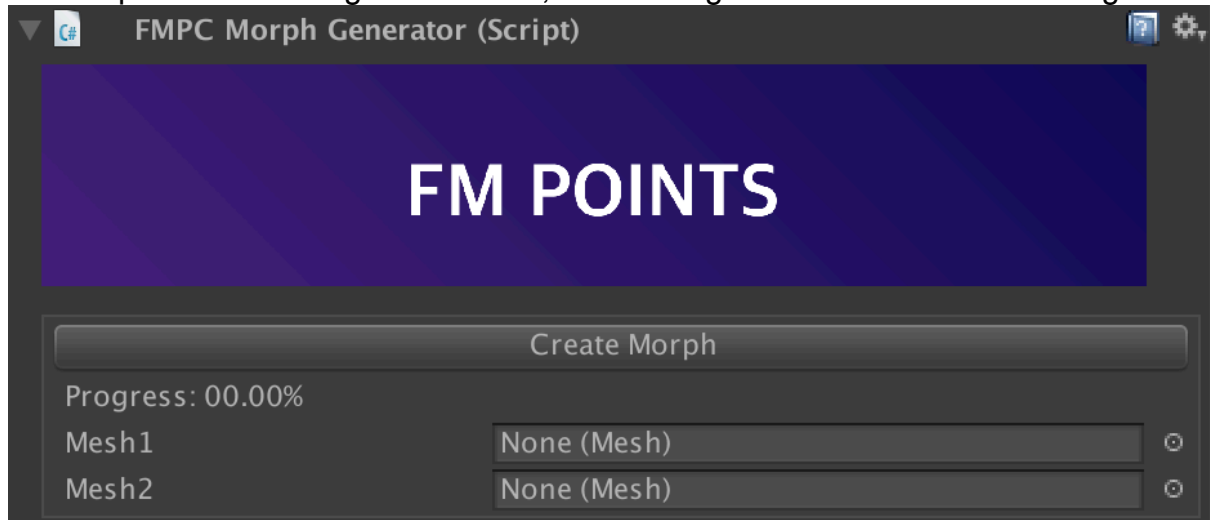 FMPC Morph Generator (Script)
FM POINTS
Create Morph
Progress: 00.00%
Mesh1 None (Mesh)
Mesh2 None (Mesh)